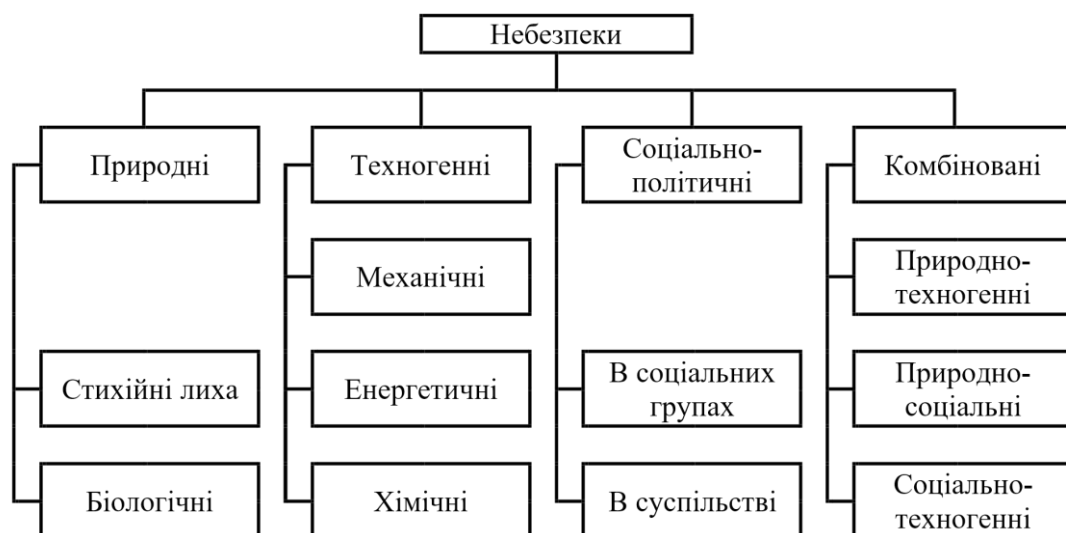 Небезпеки
Природні
Техногенні
Соціально-
політичні
Комбіновані
Механічні
Природно-
техногенні
Стихійні лиха
Енергетичні
В соціальних
групах
Природно-
соціальні
Біологічні
Хімічні
В суспільстві
Соціально-
техногенні